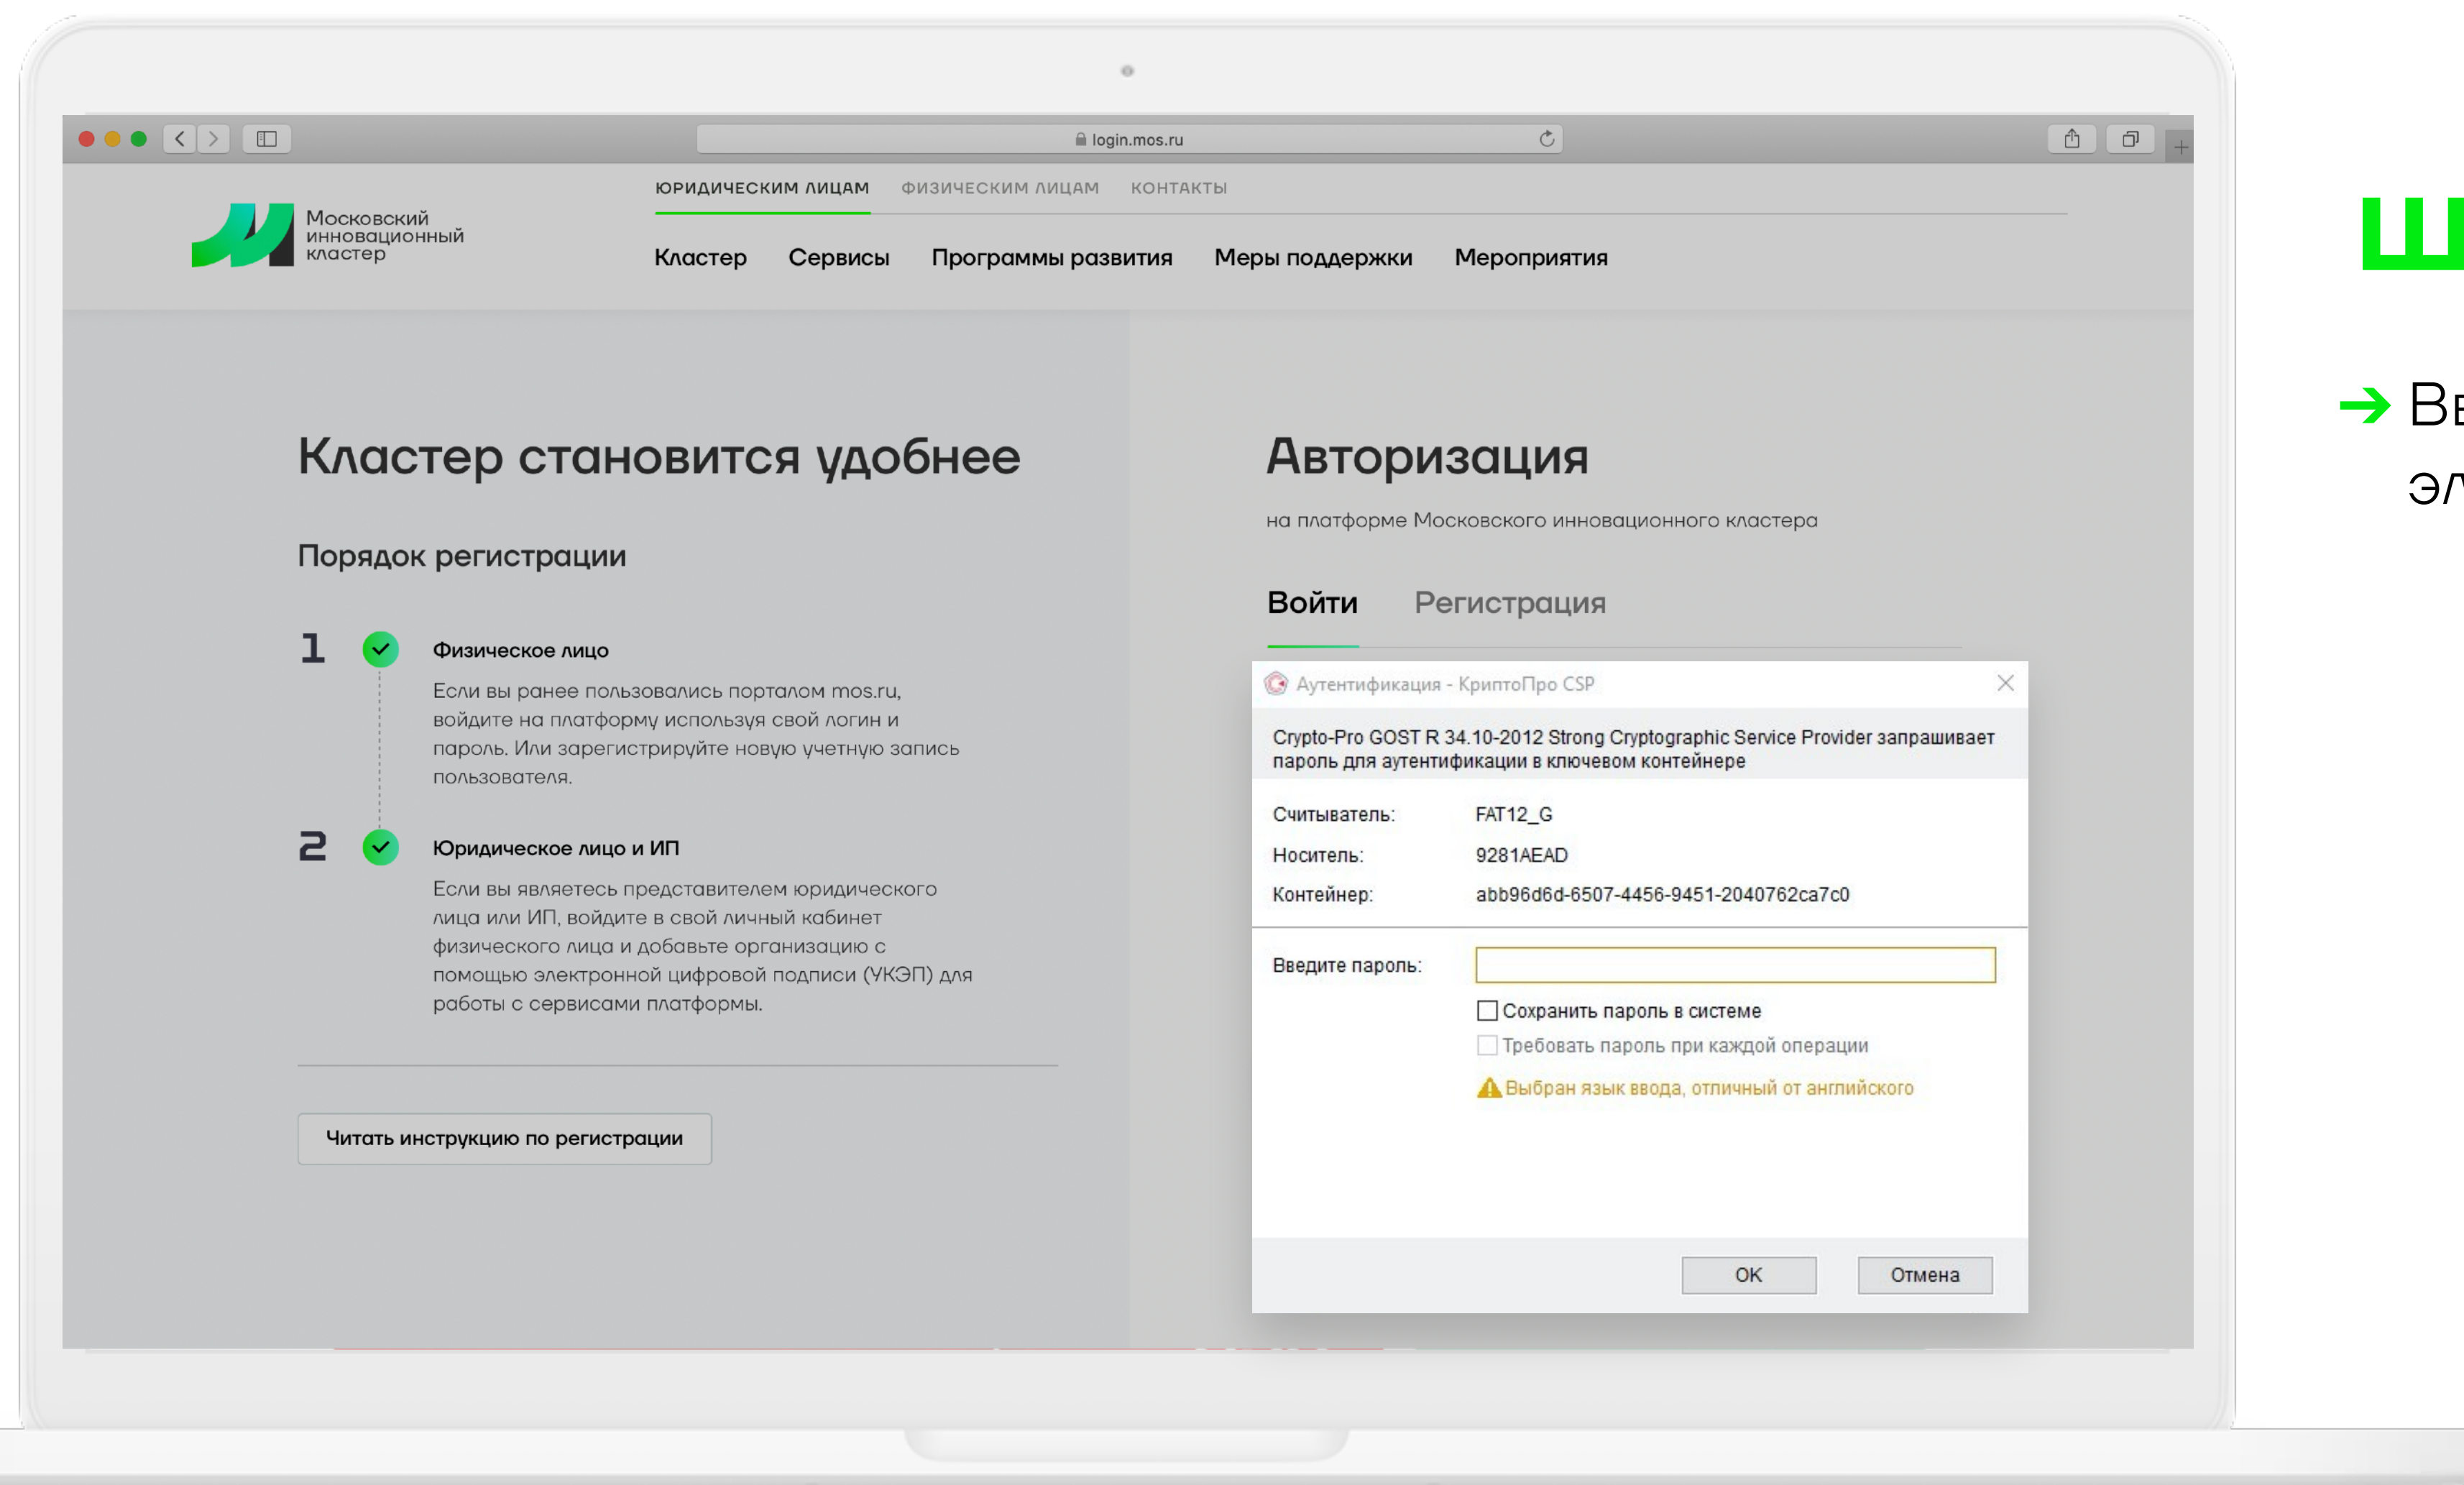 login.mos.ru
Московский
инновационный
кластер
ЮРИДИЧЕСКИМ ЛИЦАМ ФИЗИЧЕСКИМ ЛИЦАМ КОНТАКТЫ
Кластер Сервисы Программы развития Меры поддержки Мероприятия
Кластер становится удобнее
Порядок регистрации
1
Физическое лицо
Если вы ранее пользовались порталом mos.ru,
войдите на платформу используя свой логин и
пароль. Или зарегистрируйте новую учетную запись
пользователя.
2
Юридическое лицо и ИП
Если вы являетесь представителем юридического
лица или ИП, войдите в свой личный кабинет
физического лица и добавьте организацию с
помощью электронной цифровой подписи (УКЭП) для
работы с сервисами платформы.
Читать инструкцию по регистрации
Авторизация
на платформе Московского инновационного кластера
Войти Регистрация
Аутентификация - КриптоПро CSP
Crypto-Pro GOST R 34.10-2012 Strong Cryptographic Service Provider запрашивает
пароль для аутентификации в ключевом контейнере
Считыватель: FAT12_G
Носитель: 9281AEAD
Контейнер: abb96d6d-6507-4456-9451-2040762ca7c0
Введите пароль:
Сохранить пароль в системе
Требовать пароль при каждой операции
Выбран язык ввода, отличный от английского
OK Отмена